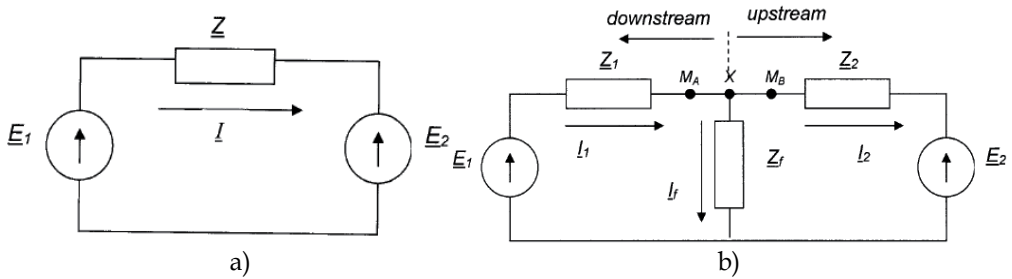 Z
I
E1
E2
a)
downstream
upstream
Z1
MA
X
MB
Z2
I1
Zf
I2
E1
If
E2
b)